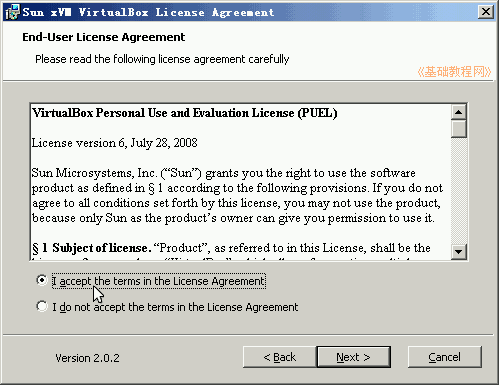 Sun xVM VirtualBox License Agreement
End-User License Agreement
Please read the following license agreement carefully
《基础教程网》
VirtualBox Personal Use and Evaluation License (PUEL)
License version 6, July 28, 2008
Sun Microsystems, Inc. (“Sun”) grants you the right to use the software
product as defined in § 1 according to the following provisions. If you do not
agree to all conditions set forth by this license, you may not use the product,
because only Sun as the product’s owner can give you permission to use it.
§ 1 Subject of license. “Product”, as referred to in this License, shall be the
I accept the terms in the License Agreement
I do not accept the terms in the License Agreement
Version 2.0.2
< Back
Next >
Cancel